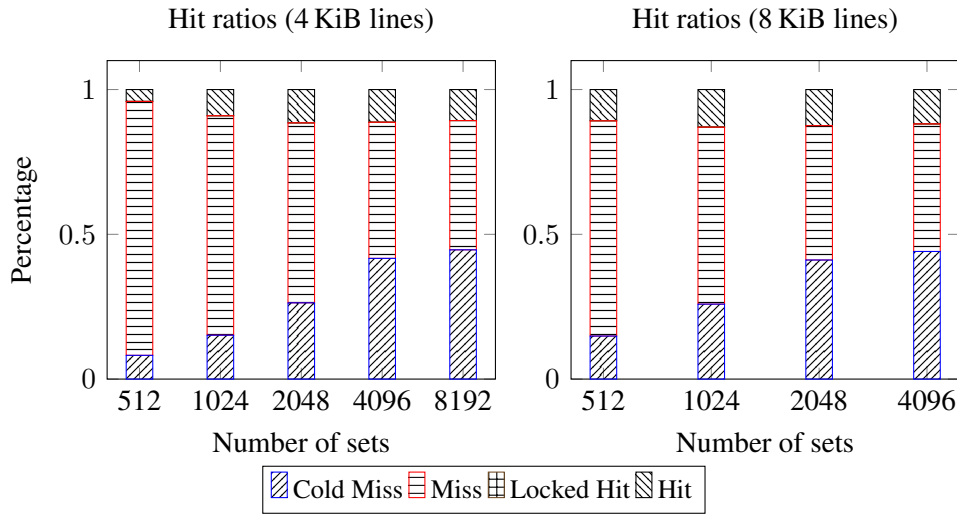 Hit ratios (4 KiB lines)
Hit ratios (8 KiB lines)
Percentage
1
0.5
0
512 1024 2048 4096 8192
Number of sets
1
0.5
0
512 1024 2048 4096
Number of sets
Cold Miss Miss Locked Hit Hit